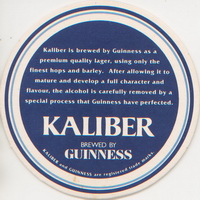 Kaliber is brewed by Guinness as a
premium quality lager, using only the
finest hops and barley. After allowing it to
mature and develop a full character and
flavour, the alcohol is carefully removed by a
special process that Guinness have perfected.
KALIBER
BREWED BY
GUINNESS
KALIBER and GUINNESS are registered trade marks.